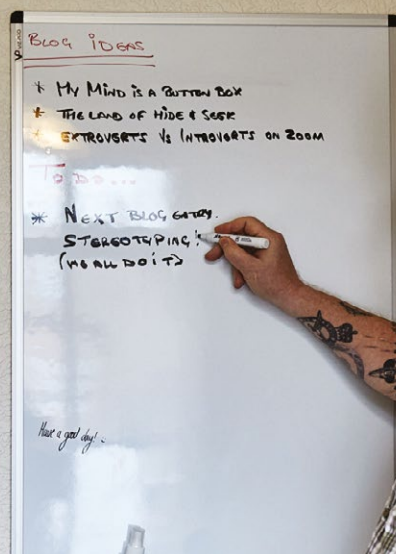 BLOG IDEAS
* MY MIND IS A BUTTON BOX
* THE LAND OF HIDE & SEEK
* EXTROVERTS VS INTROVERTS ON ZOOM
TO DO...
* NEXT BLOG ENTRY.
STEREOTYPING!
(WE ALL DO IT)
Have a good day!